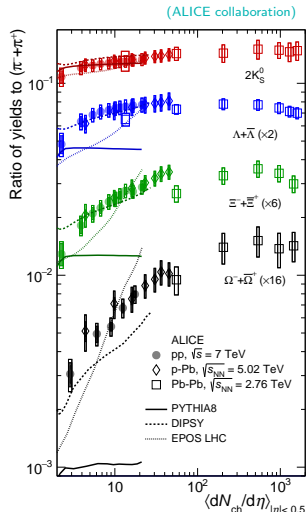 (ALICE collaboration)
Ratio of yields to (π⁻+π⁺)
10⁻¹
10⁻²
10⁻³
2K⁰S
Λ+Λ̅ (×2)
Ξ⁻+Ξ̅⁺ (×6)
Ω⁻+Ω̅⁺ (×16)
ALICE
pp, √s = 7 TeV
p-Pb, √sNN = 5.02 TeV
Pb-Pb, √sNN = 2.76 TeV
PYTHIA8
DIPSY
EPOS LHC
10 10² 10³
⟨dNch/dη⟩|η|< 0.5